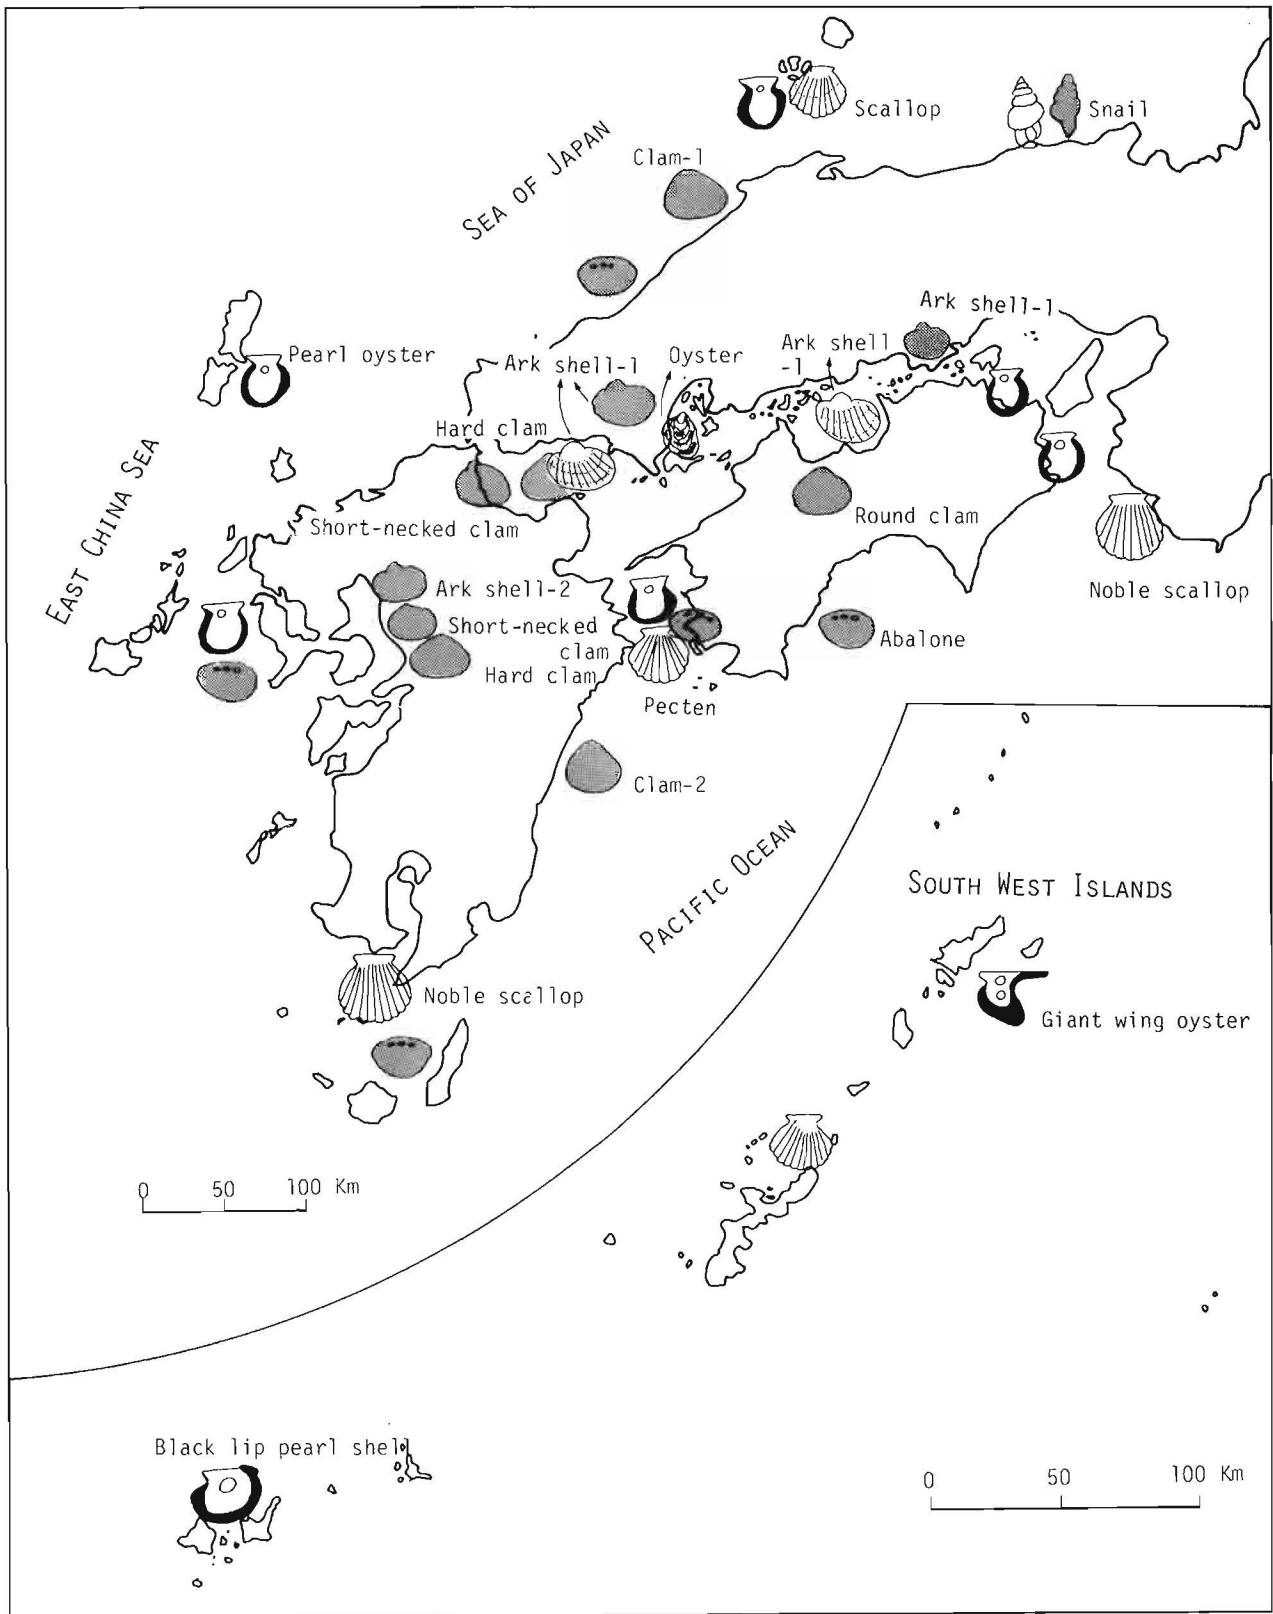 Scallop
Snail
Clam-1
SEA OF JAPAN
Ark shell-1
Pearl oyster
Ark shell-1
Oyster
Ark shell
-1
Hard clam
EAST CHINA SEA
Short-necked clam
Round clam
Ark shell-2
Noble scallop
Short-necked
clam
Abalone
Hard clam
Pecten
Clam-2
PACIFIC OCEAN
SOUTH WEST ISLANDS
Noble scallop
Giant wing oyster
0 50 100 Km
Black lip pearl shell
0 50 100 Km